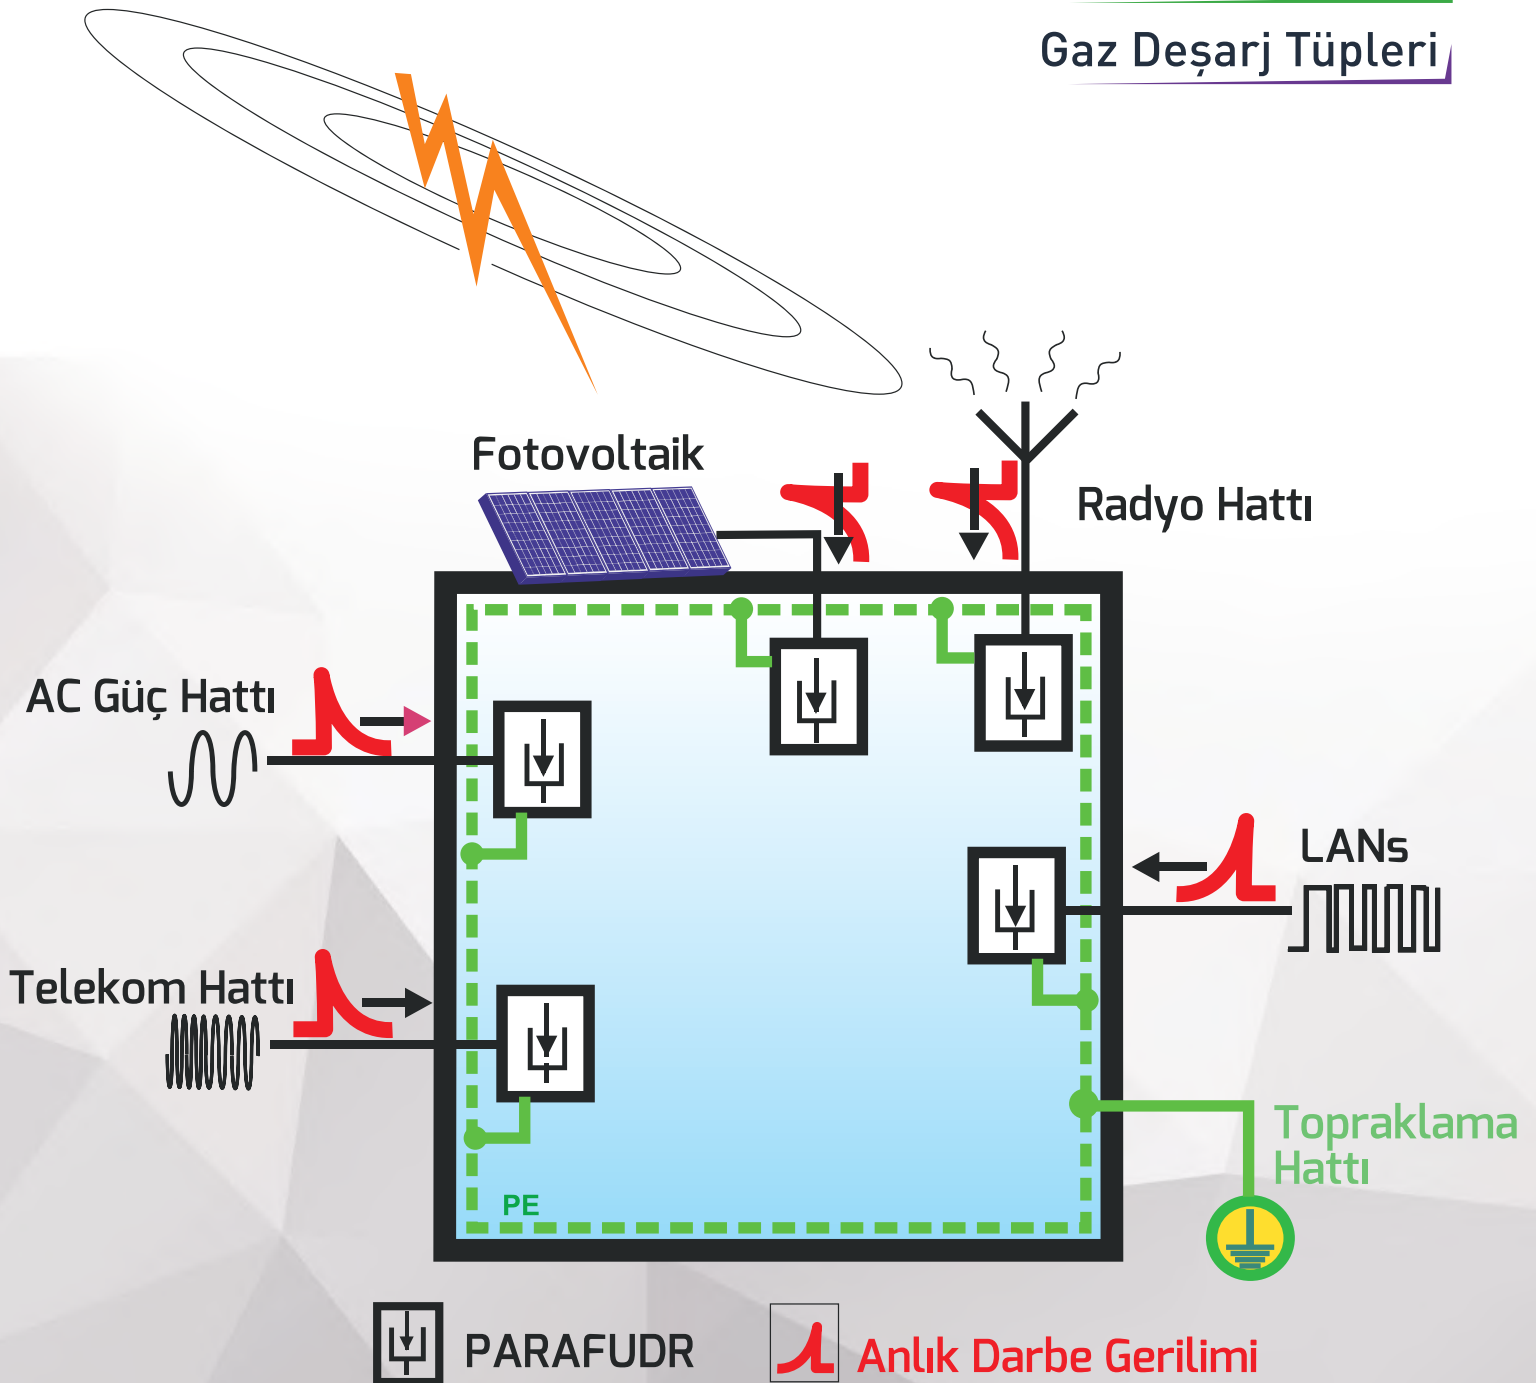 Gaz Deşarj Tüpleri
Fotovoltaik
Radyo Hattı
AC Güç Hattı
LANs
Telekom Hattı
Topraklama
Hattı
PE
PARAFUDR
Anlık Darbe Gerilimi